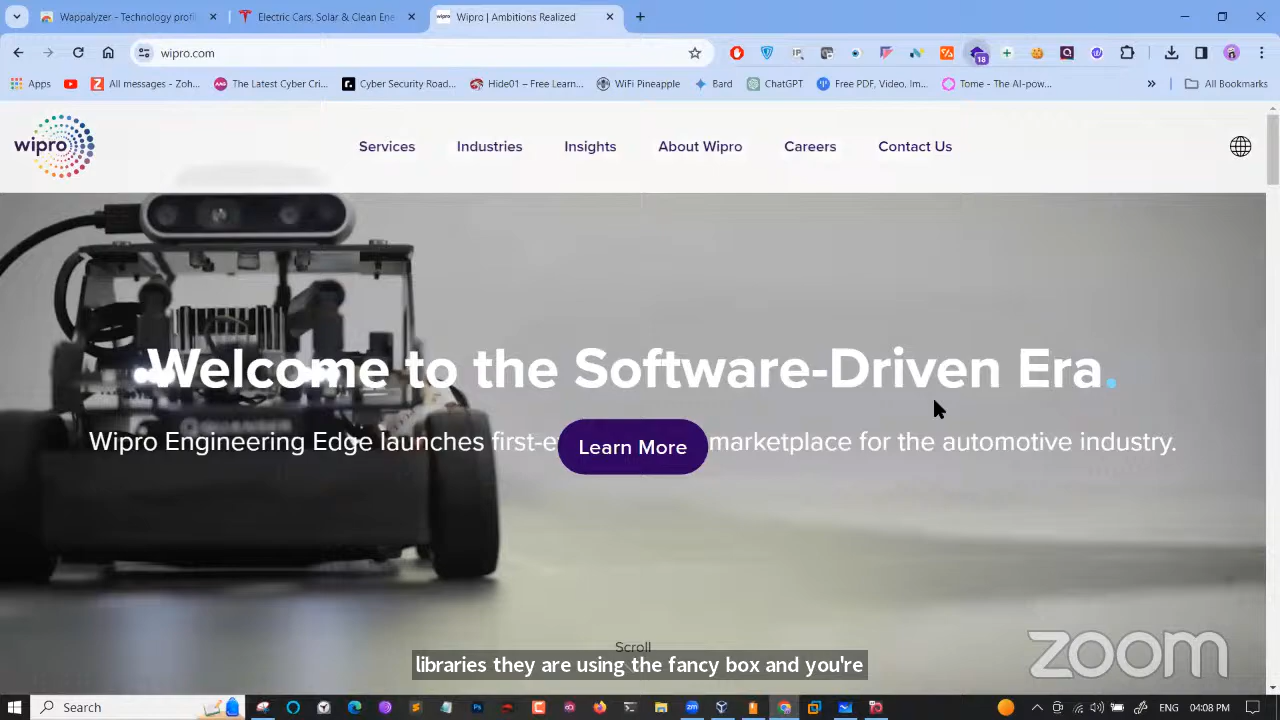 Wappalyzer - Technology profi
Electric Cars, Solar & Clean Ene
wipro
Wipro | Ambitions Realized
wipro.com
18
Apps
All messages - Zoh...
The Latest Cyber Cri...
Cyber Security Road...
Hide01 – Free Learn...
WiFi Pineapple
Bard
ChatGPT
Free PDF, Video, Im...
Tome - The AI-pow...
All Bookmarks
wipro
Services
Industries
Insights
About Wipro
Careers
Contact Us
Welcome to the Software-Driven Era.
Wipro Engineering Edge launches first-e
Learn More
marketplace for the automotive industry.
Scroll
libraries they are using the fancy box and you're
zoom
Search
ENG
04:08 PM